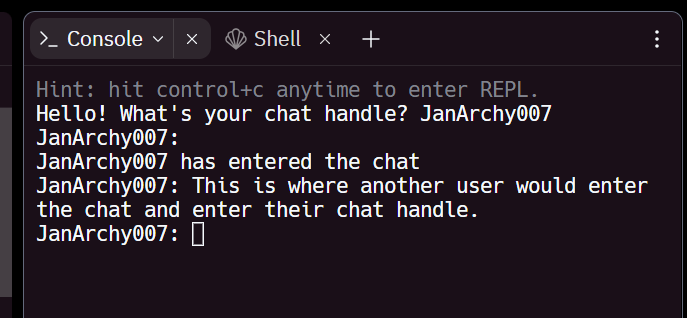 >_ Console
Shell
Hint: hit control+c anytime to enter REPL.
Hello! What's your chat handle? JanArchy007
JanArchy007:
JanArchy007 has entered the chat
JanArchy007: This is where another user would enter
the chat and enter their chat handle.
JanArchy007: